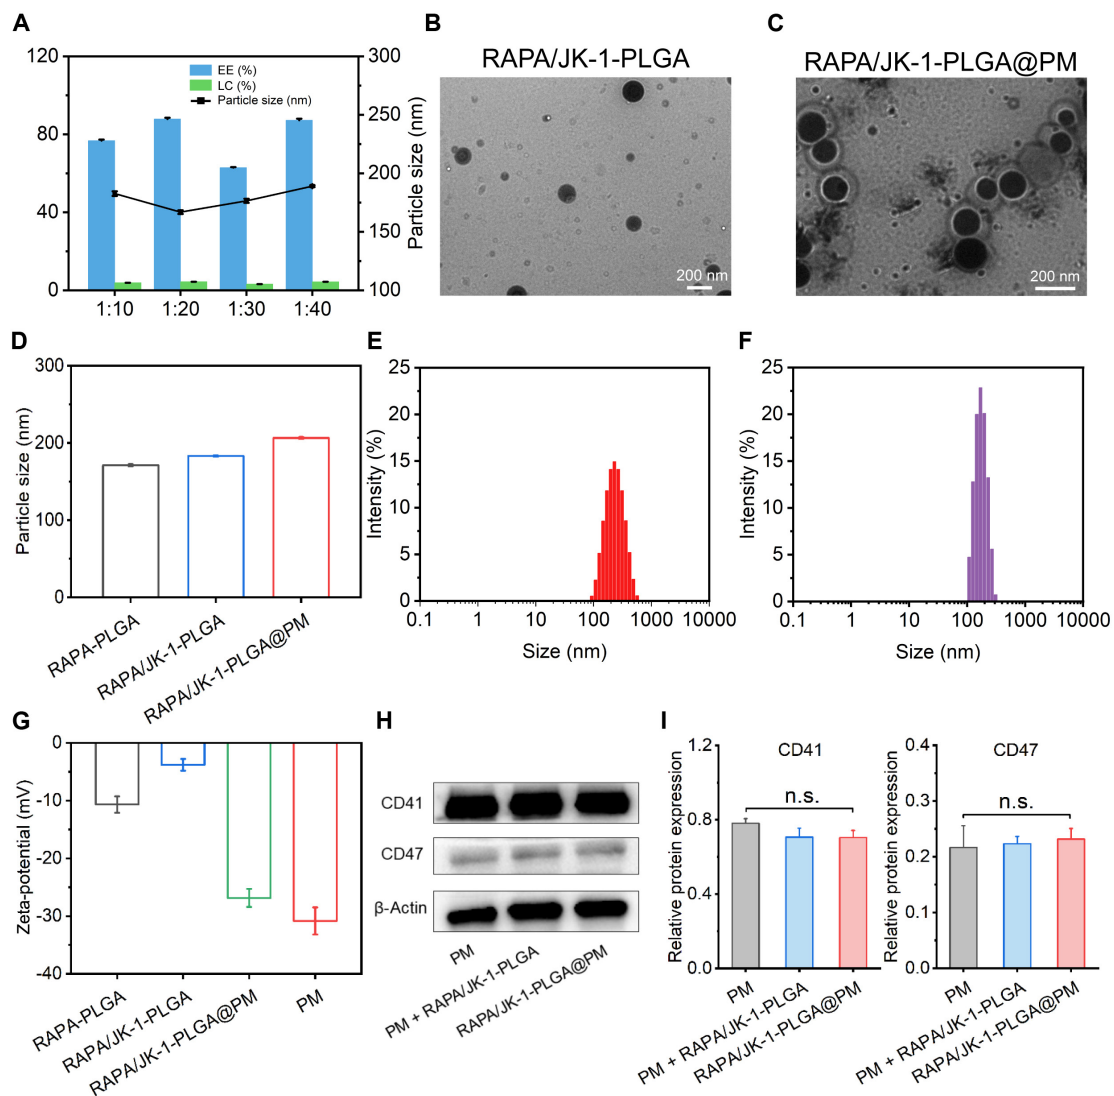 A
120
80
40
0
EE (%)
LC (%)
Particle size (nm)
300
250
200
150
100
Particle size (nm)
1:10 1:20 1:30 1:40
B
RAPA/JK-1-PLGA
200 nm
C
RAPA/JK-1-PLGA@PM
200 nm
D
Particle size (nm)
300
200
100
0
RAPA-PLGA
RAPA/JK-1-PLGA
RAPA/JK-1-PLGA@PM
E
Intensity (%)
25
20
15
10
5
0
0.1 1 10 100 1000 10000
Size (nm)
F
Intensity (%)
25
20
15
10
5
0
0.1 1 10 100 1000 10000
Size (nm)
G
Zeta-potential (mV)
0
-10
-20
-30
-40
RAPA-PLGA
RAPA/JK-1-PLGA
RAPA/JK-1-PLGA@PM
PM
H
CD41
CD47
β-Actin
PM
PM + RAPA/JK-1-PLGA
RAPA/JK-1-PLGA@PM
I
Relative protein expression
1.2
0.8
0.4
0.0
CD41
n.s.
PM
PM + RAPA/JK-1-PLGA
RAPA/JK-1-PLGA@PM
Relative protein expression
0.4
0.3
0.2
0.1
0.0
CD47
n.s.
PM
PM + RAPA/JK-1-PLGA
RAPA/JK-1-PLGA@PM